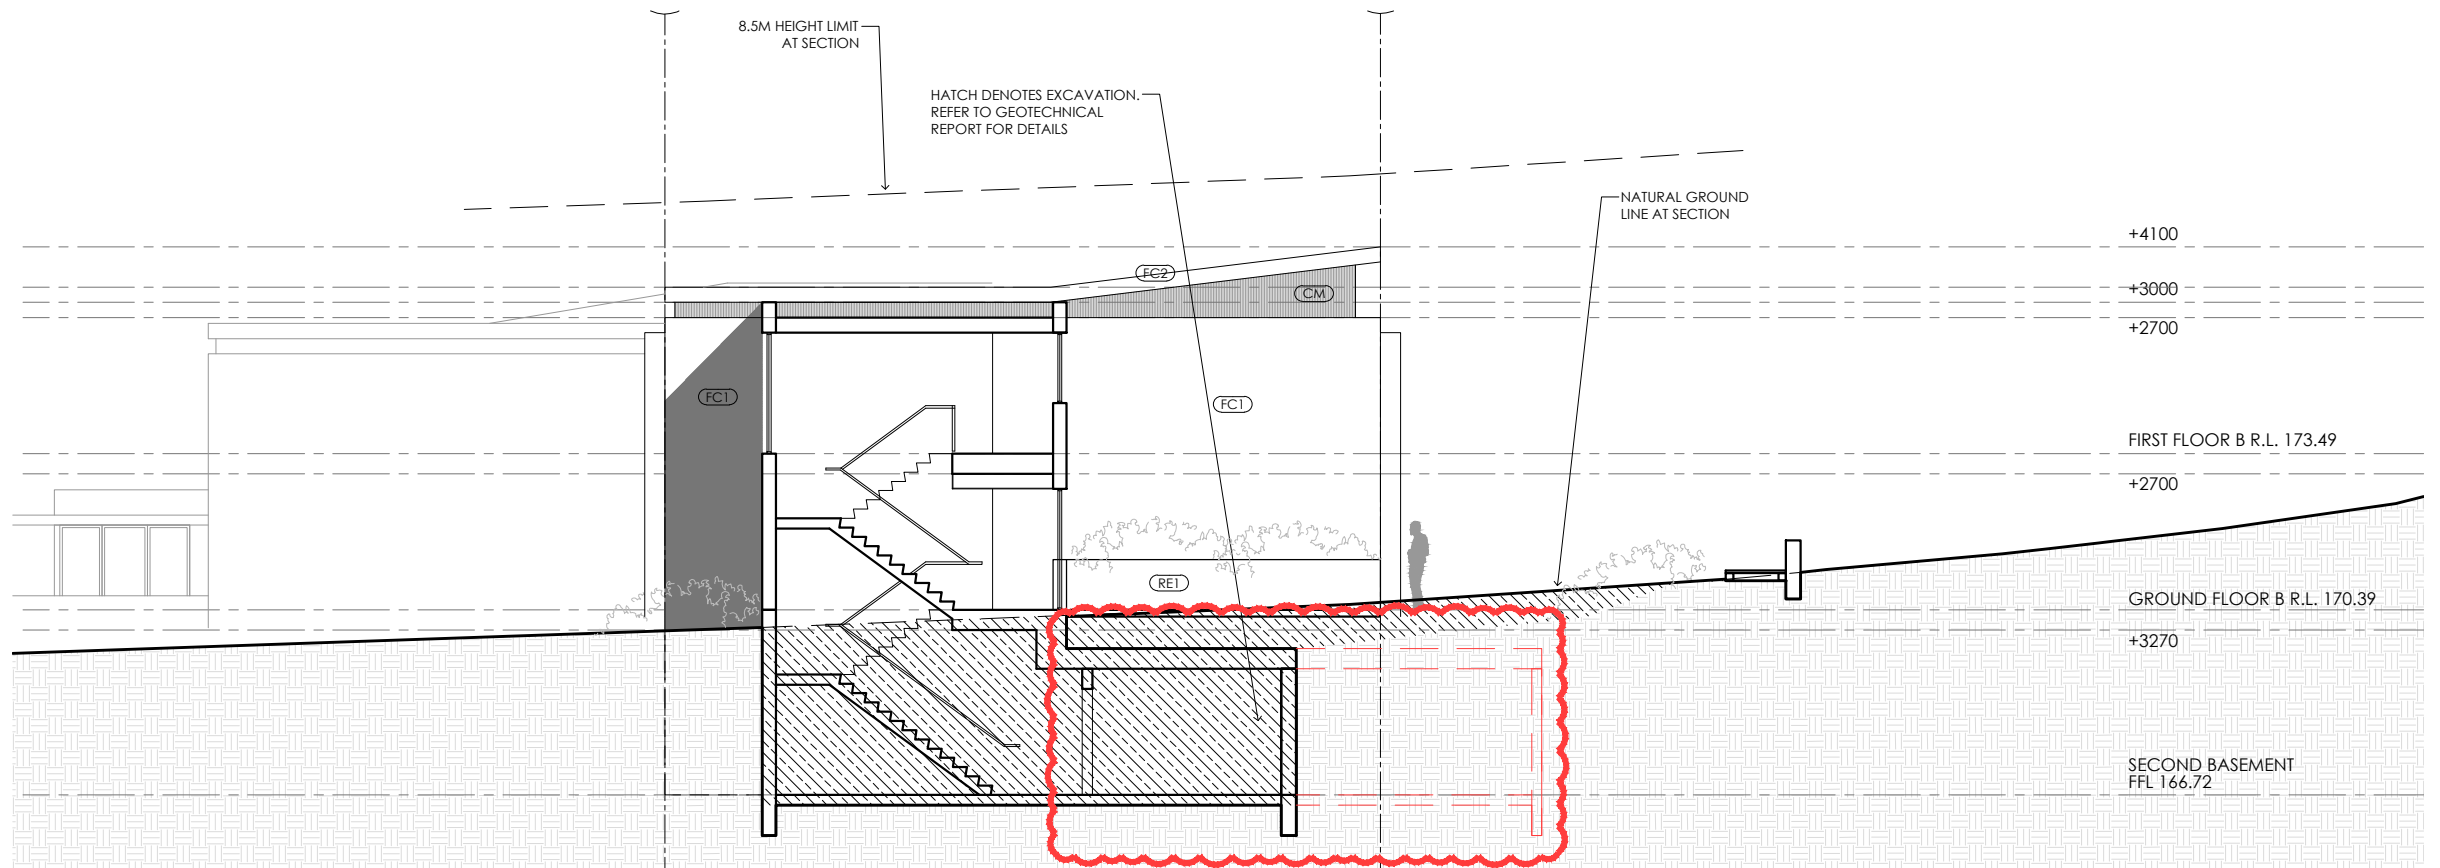 8.5M HEIGHT LIMIT
AT SECTION
HATCH DENOTES EXCAVATION.
REFER TO GEOTECHNICAL
REPORT FOR DETAILS
NATURAL GROUND
LINE AT SECTION
+4100
FC2
CM
+3000
+2700
FC1
FC1
FIRST FLOOR B R.L. 173.49
+2700
RE1
GROUND FLOOR B R.L. 170.39
+3270
SECOND BASEMENT
FFL 166.72